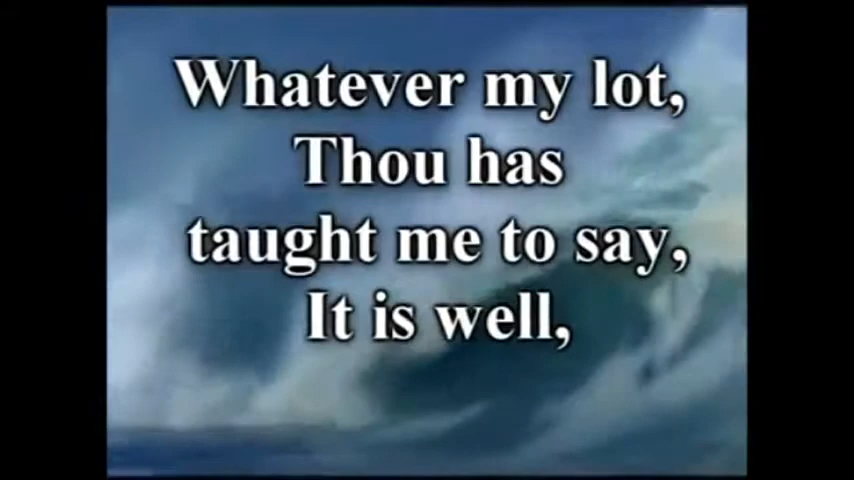 Whatever my lot,
Thou has
taught me to say,
It is well,